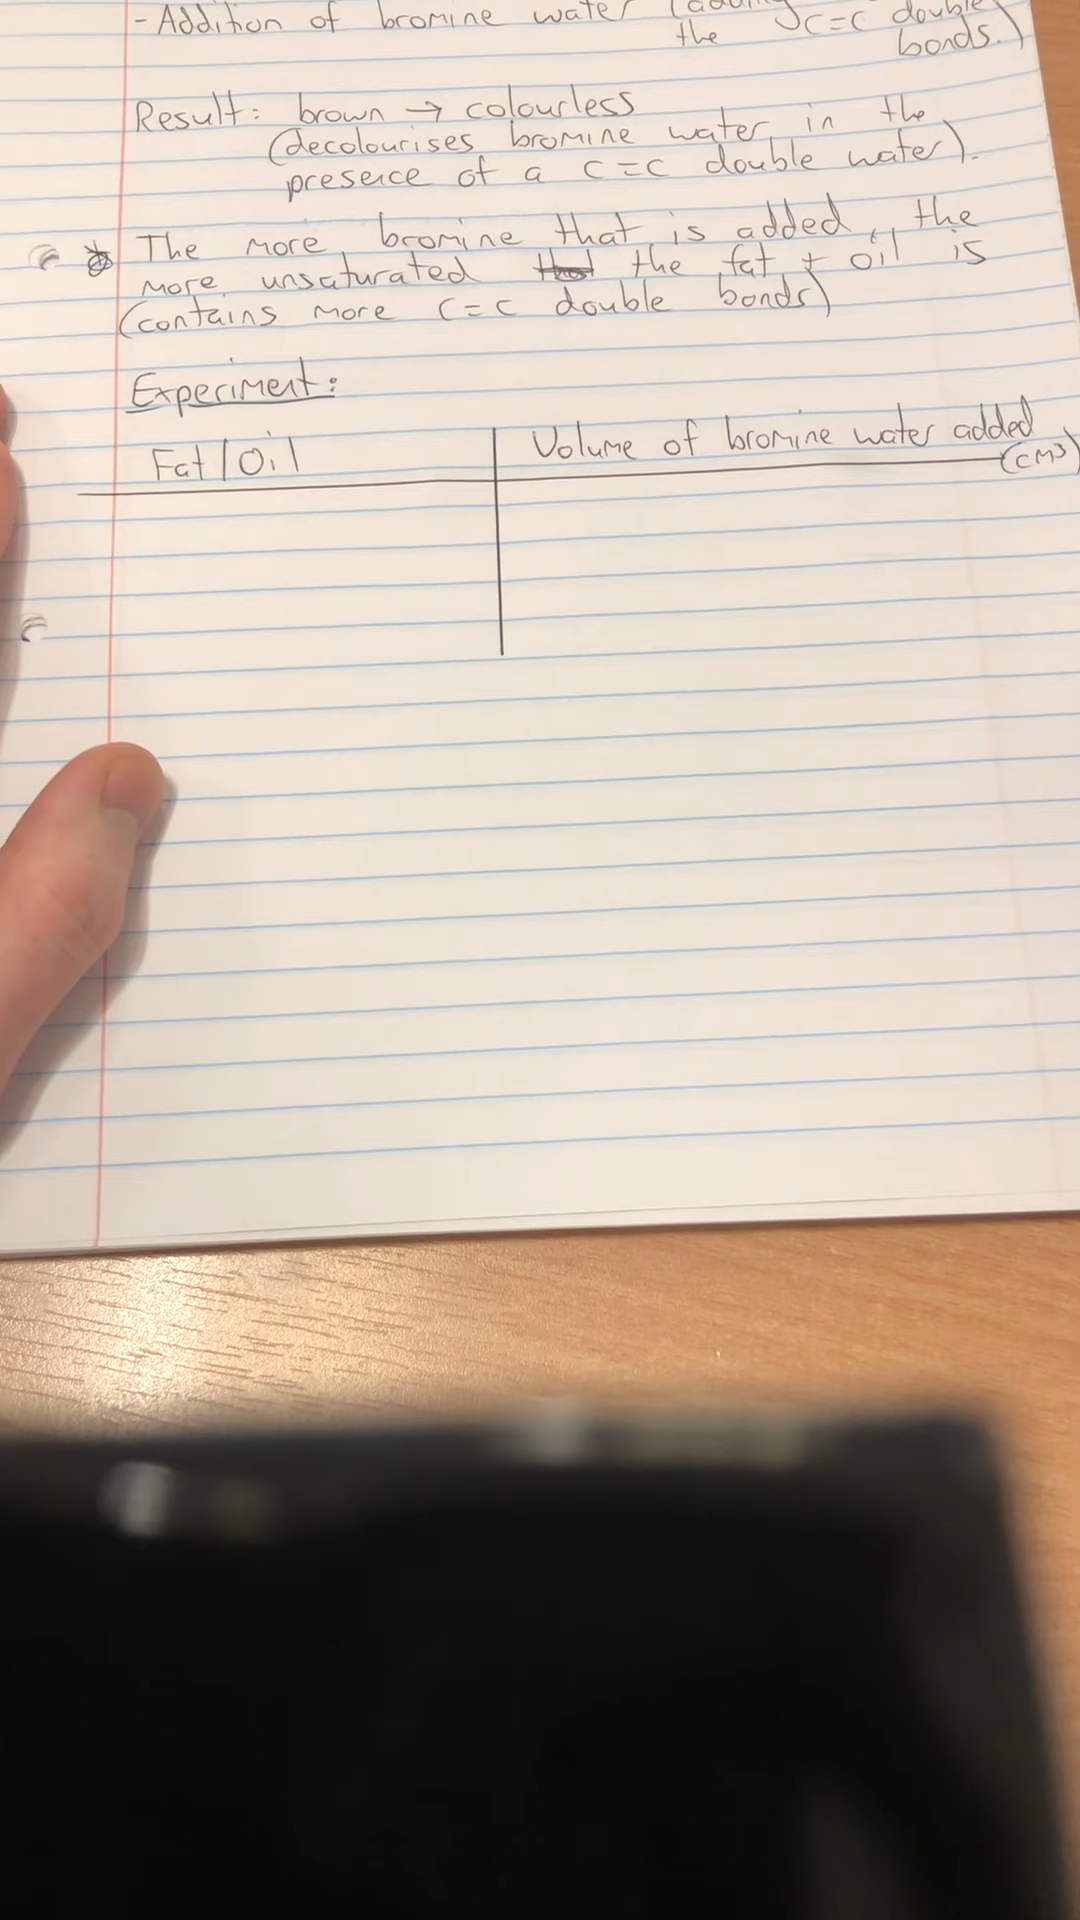 - Addition of bromine water (adding C=C double
the bonds.)
Result: brown → colourless
(decolourises bromine water in the
presence of a C=C double water).
The more bromine that is added, the
more unsaturated the fat + oil is
(contains more C=C double bonds)
Experiment:
Fat/Oil
Volume of bromine water added
(cm3)